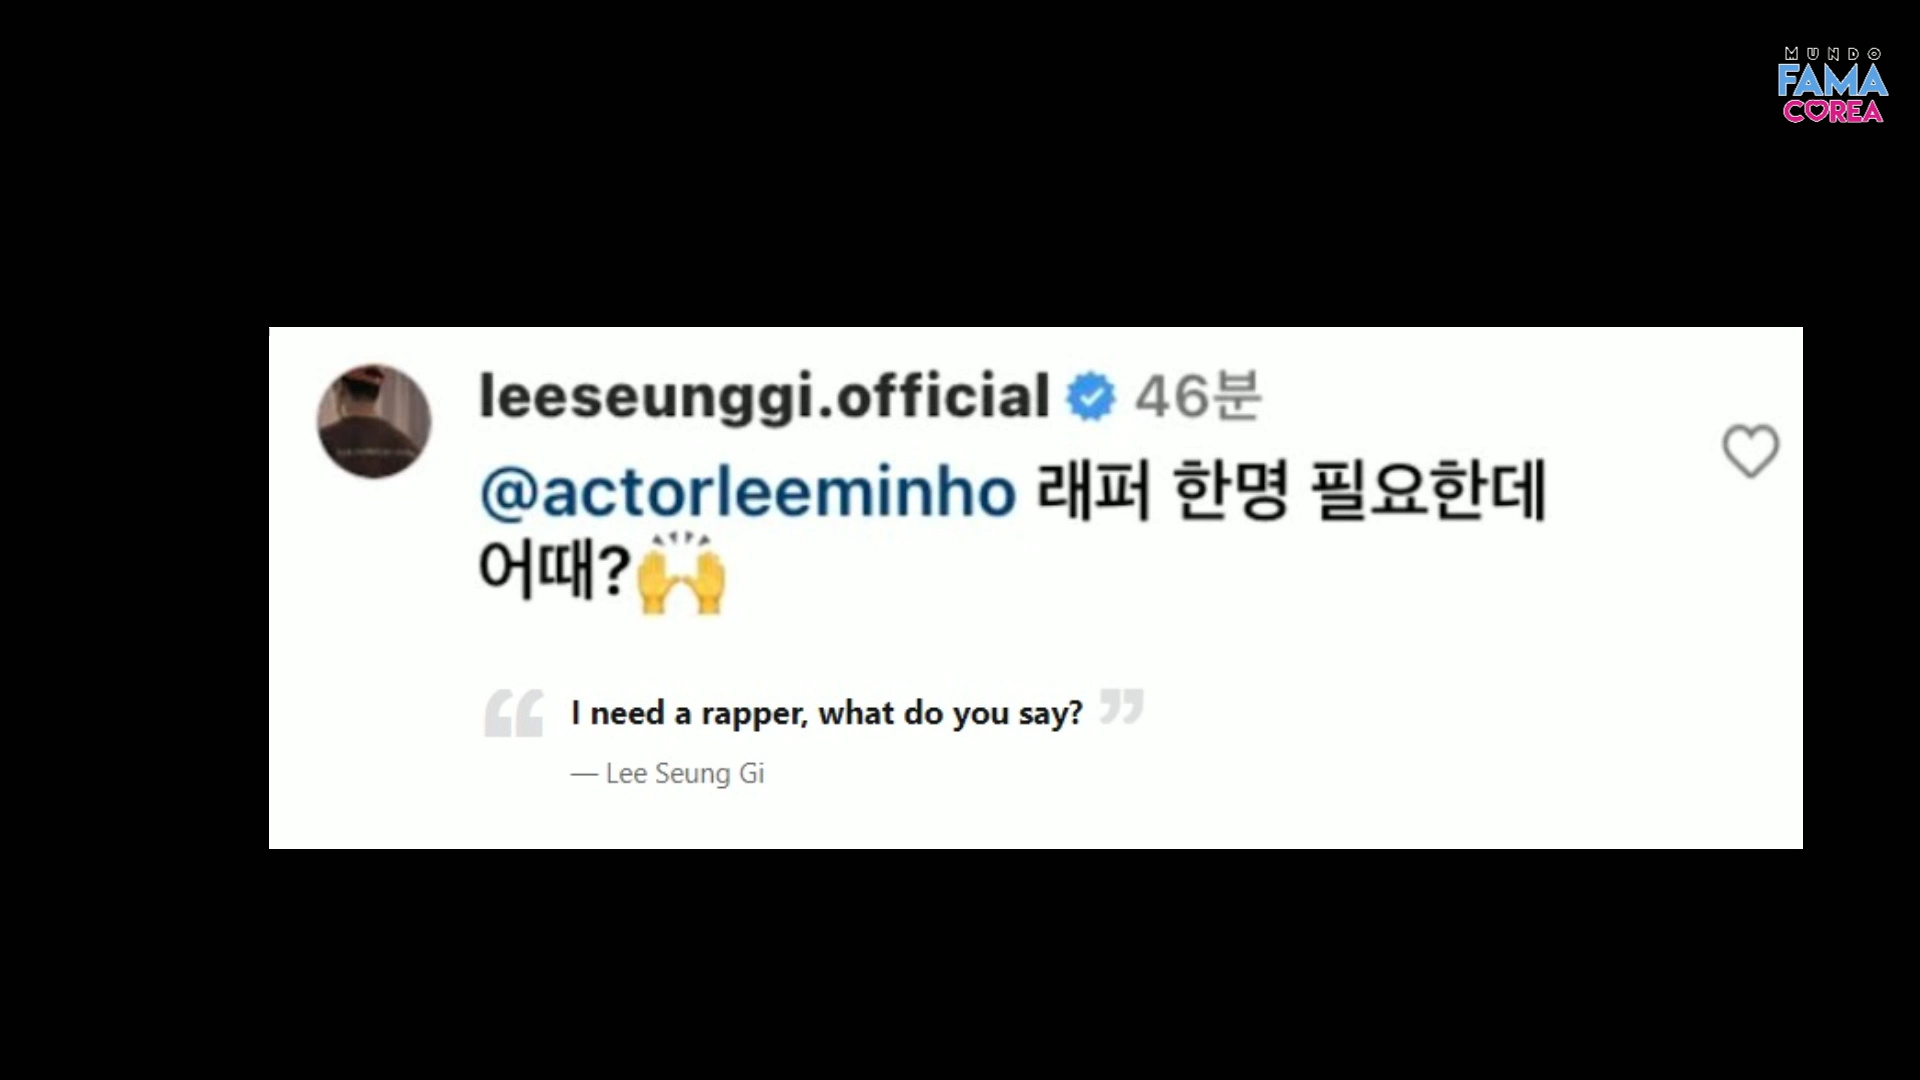 MUNDO
FAMA
COREA
leeseunggi.official 46분
@actorleeminho 래퍼 한명 필요한데
어때?🙌
“ I need a rapper, what do you say? ”
— Lee Seung Gi